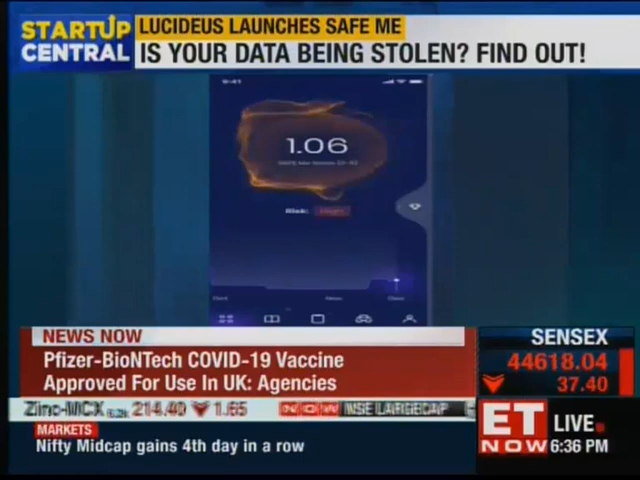 STARTUP
CENTRAL
LUCIDEUS LAUNCHES SAFE ME
IS YOUR DATA BEING STOLEN? FIND OUT!
9:41
1.06
Risk:
NEWS NOW
Pfizer-BioNTech COVID-19 Vaccine
Approved For Use In UK: Agencies
SENSEX
44618.04
37.40
Zinc-MCX 214.40 1.65 NOW NSE LARGECAP
ET
NOW
LIVE
6:36 PM
MARKETS
Nifty Midcap gains 4th day in a row